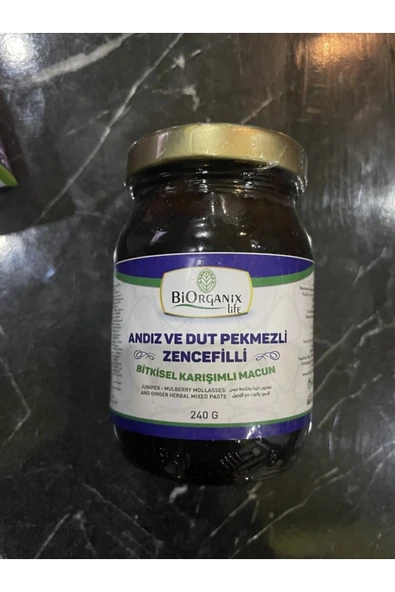 BiORGANiX
life
ANDIZ VE DUT PEKMEZLİ
ZENCEFİLLİ
BİTKİSEL KARIŞIMLI MACUN
JUNIPER - MULBERRY MOLLASSES
AND GINGER HERBAL MIXED PASTE
240 G